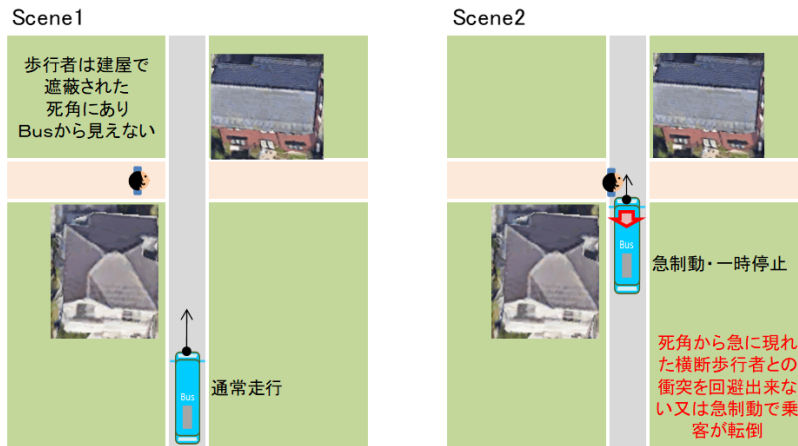 Scene1
歩行者は建屋で
遮蔽された
死角にあり
Busから見えない
Bus
通常走行
Scene2
Bus
急制動・一時停止
死角から急に現れ
た横断歩行者との
衝突を回避出来な
い又は急制動で乗
客が転倒